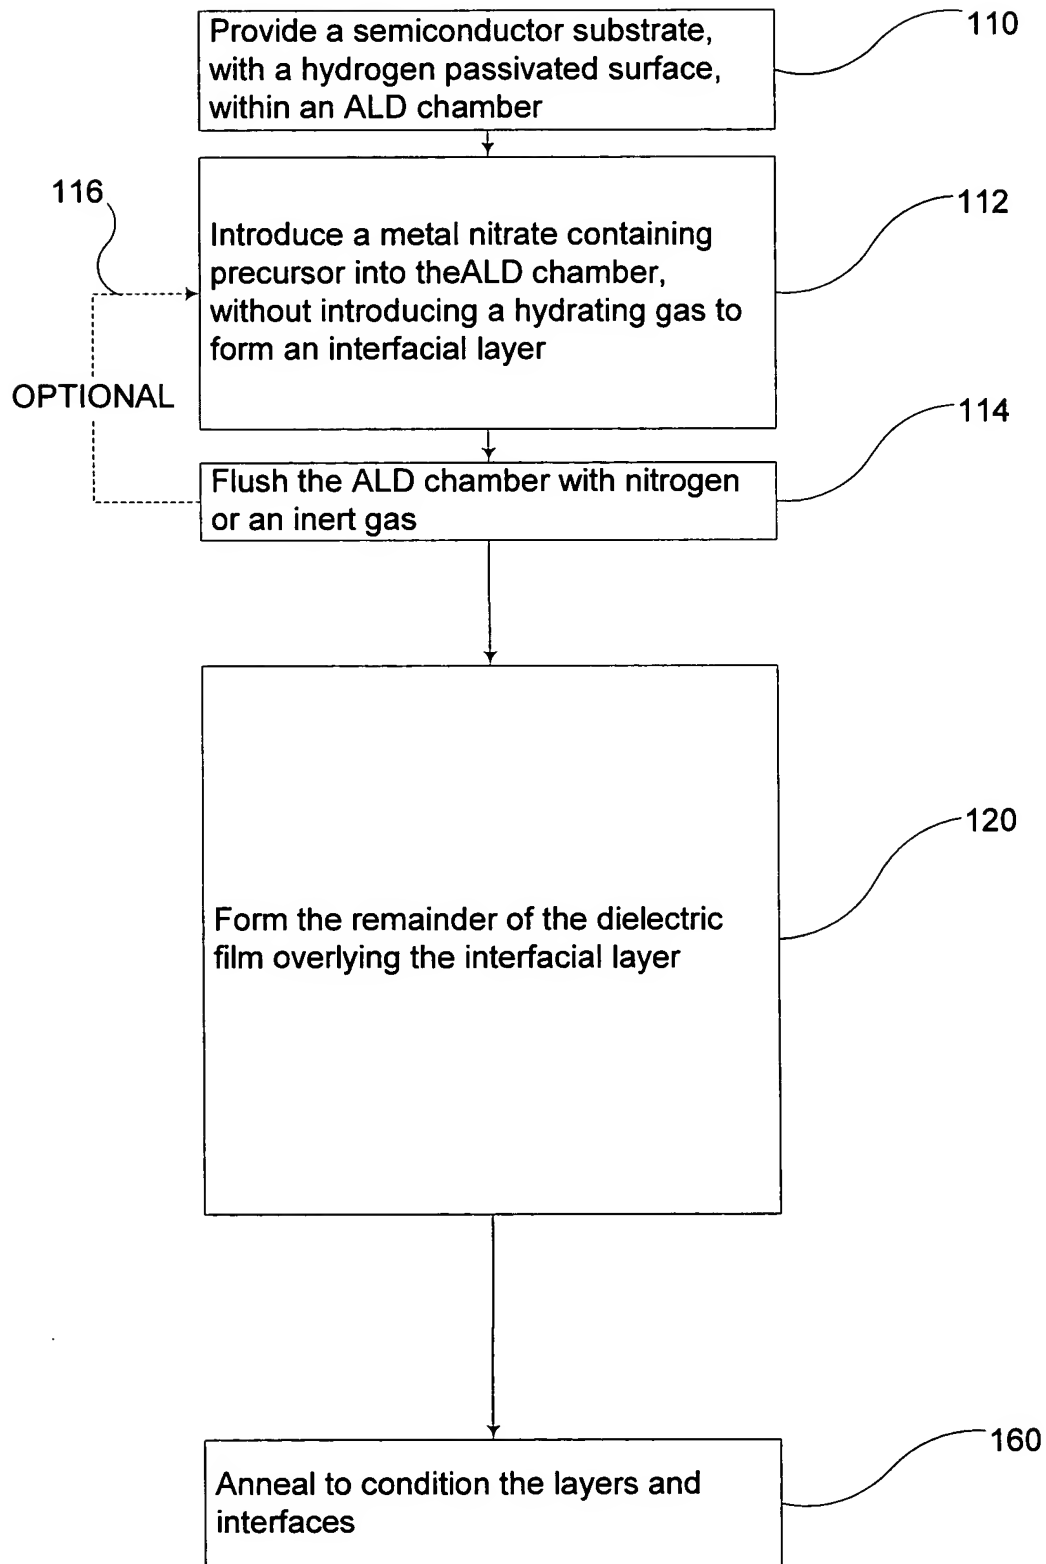 Provide a semiconductor substrate,
with a hydrogen passivated surface,
within an ALD chamber
110
116
Introduce a metal nitrate containing
precursor into theALD chamber,
without introducing a hydrating gas to
form an interfacial layer
112
OPTIONAL
114
Flush the ALD chamber with nitrogen
or an inert gas
120
Form the remainder of the dielectric
film overlying the interfacial layer
160
Anneal to condition the layers and
interfaces